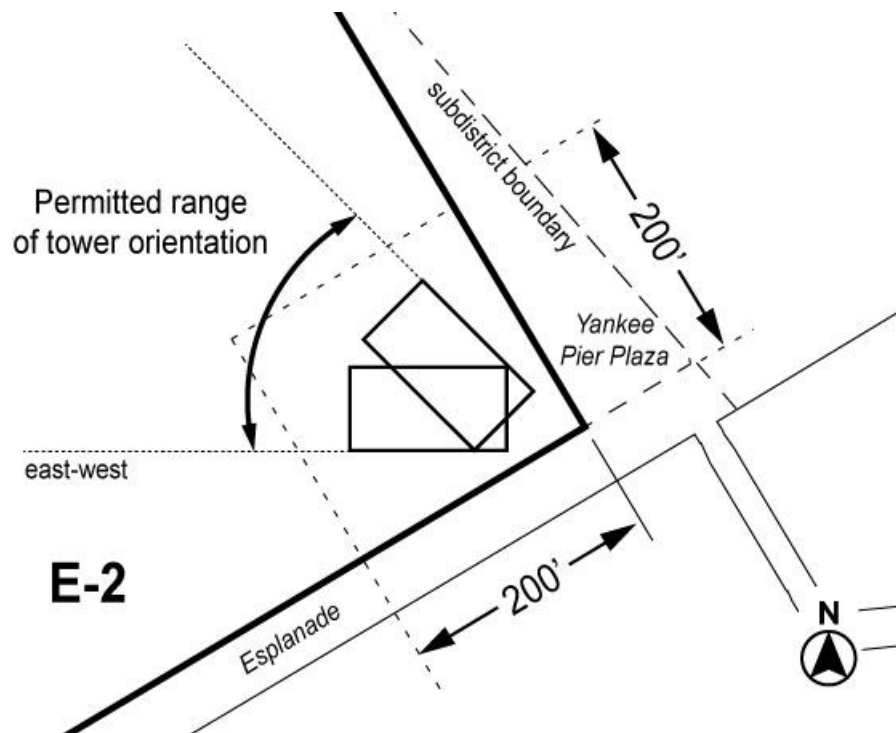 subdistrict boundary
200’
Permitted range
of tower orientation
Yankee
Pier Plaza
east-west
E-2
200’
Esplanade
N